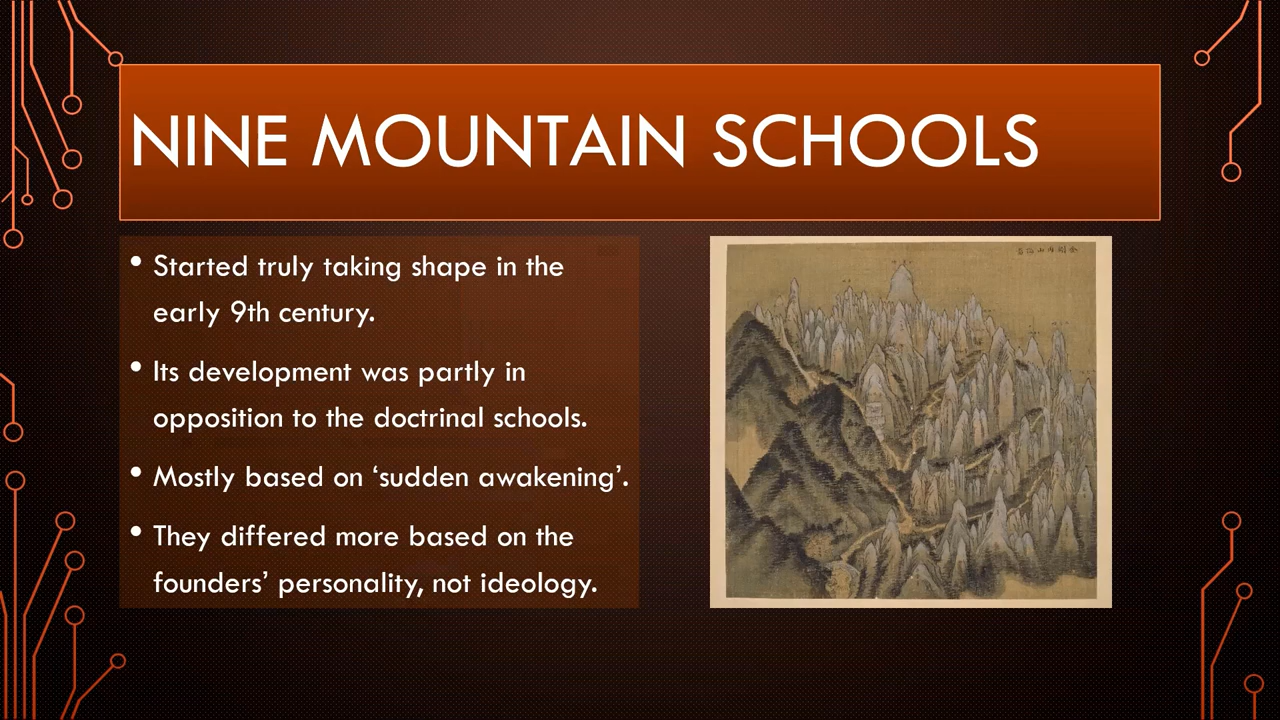 NINE MOUNTAIN SCHOOLS
• Started truly taking shape in the
early 9th century.
• Its development was partly in
opposition to the doctrinal schools.
• Mostly based on ‘sudden awakening’.
• They differed more based on the
founders’ personality, not ideology.